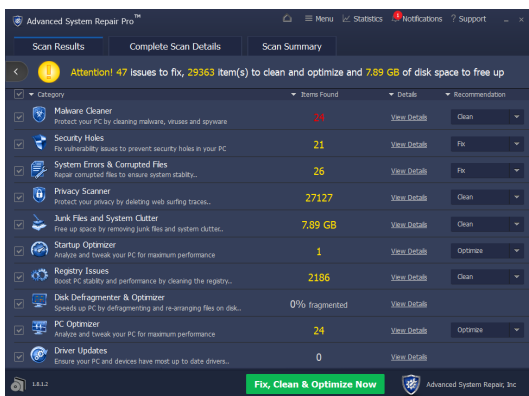 Advanced System Repair Pro™
Menu
Statistics
Notifications
? Support
Scan Results
Complete Scan Details
Scan Summary
Attention! 47 issues to fix, 29363 item(s) to clean and optimize and 7.89 GB of disk space to free up
Category
Items Found
Details
Recommendation
Malware Cleaner
Protect your PC by cleaning malware, viruses and spyware
24
View Details
Clean
Security Holes
Fix vulnerability issues to prevent security holes in your PC
21
View Details
Fix
System Errors & Corrupted Files
Repair corrupted files to ensure system stablity..
26
View Details
Fix
Privacy Scanner
Protect your privacy by deleting web surfing traces..
27127
View Details
Clean
Junk Files and System Clutter
Free up space by removing junk files and system clutter..
7.89 GB
View Details
Clean
Startup Optimizer
Analyze and tweak your PC for maximum performance
1
View Details
Optimize
Registry Issues
Boost PC stablity and performance by cleaning the registry..
2186
View Details
Clean
Disk Defragmenter & Optimizer
Speeds up PC by defragmenting and re-arranging files on disk..
0% fragmented
View Details
PC Optimizer
Analyze and tweak your PC for maximum performance
24
View Details
Optimize
Driver Updates
Ensure your PC and devices have most up to date drivers..
0
View Details
1.8.1.2
Fix, Clean & Optimize Now
Advanced System Repair, Inc